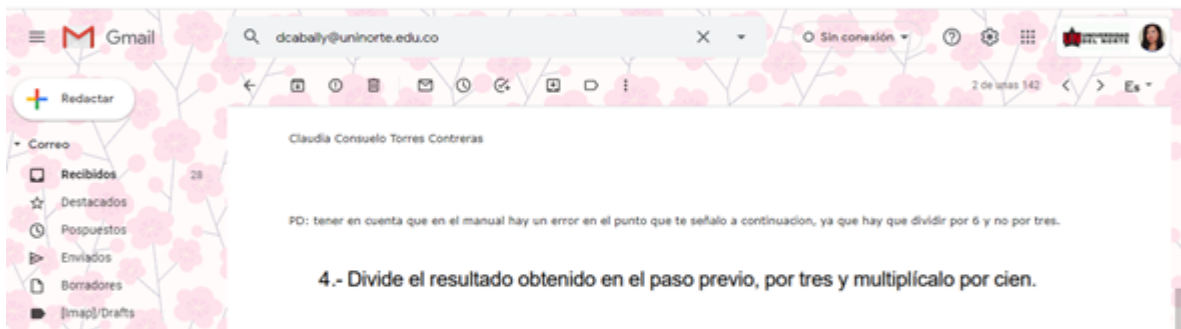 Gmail
dcabally@uninorte.edu.co
Sin conexión
DEL NORTE
Redactar
2 de unas 142
Es
Claudia Consuelo Torres Contreras
Correo
Recibidos 28
Destacados
PD: tener en cuenta que en el manual hay un error en el punto que te señalo a continuacion, ya que hay que dividir por 6 y no por tres.
Pospuestos
Enviados
4.- Divide el resultado obtenido en el paso previo, por tres y multiplícalo por cien.
Borradores
[Imap]/Drafts